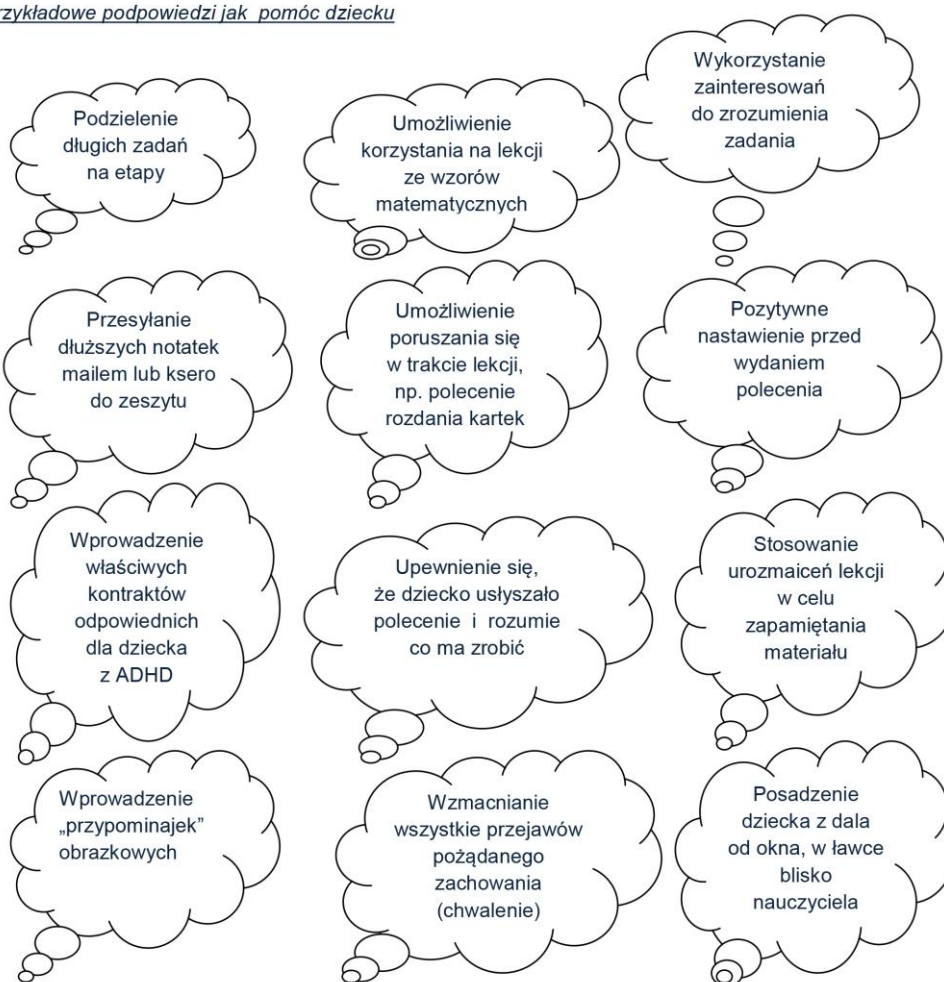 rzykładowe podpowiedzi jak pomóc dziecku
Podzielenie
długich zadań
na etapy
Umożliwienie
korzystania na lekcji
ze wzorów
matematycznych
Wykorzystanie
zainteresowań
do zrozumienia
zadania
Przesyłanie
dłuższych notatek
mailem lub ksero
do zeszytu
Umożliwienie
poruszania się
w trakcie lekcji,
np. polecenie
rozdania kartek
Pozytywne
nastawienie przed
wydaniem
polecenia
Wprowadzenie
właściwych
kontraktów
odpowiednich
dla dziecka
z ADHD
Upewnienie się,
że dziecko usłyszało
polecenie i rozumie
co ma zrobić
Stosowanie
urozmaiceń lekcji
w celu
zapamiętania
materiału
Wprowadzenie
„przypominajek”
obrazkowych
Wzmacnianie
wszystkie przejawów
pożądanego
zachowania
(chwalenie)
Posadzenie
dziecka z dala
od okna, w ławce
blisko
nauczyciela